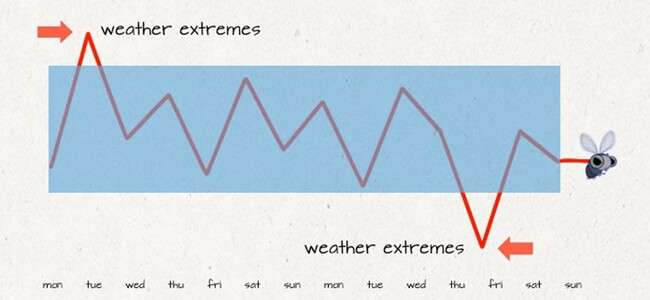 weather extremes
weather extremes
mon tue wed thu fri sat sun mon tue wed thu fri sat sun